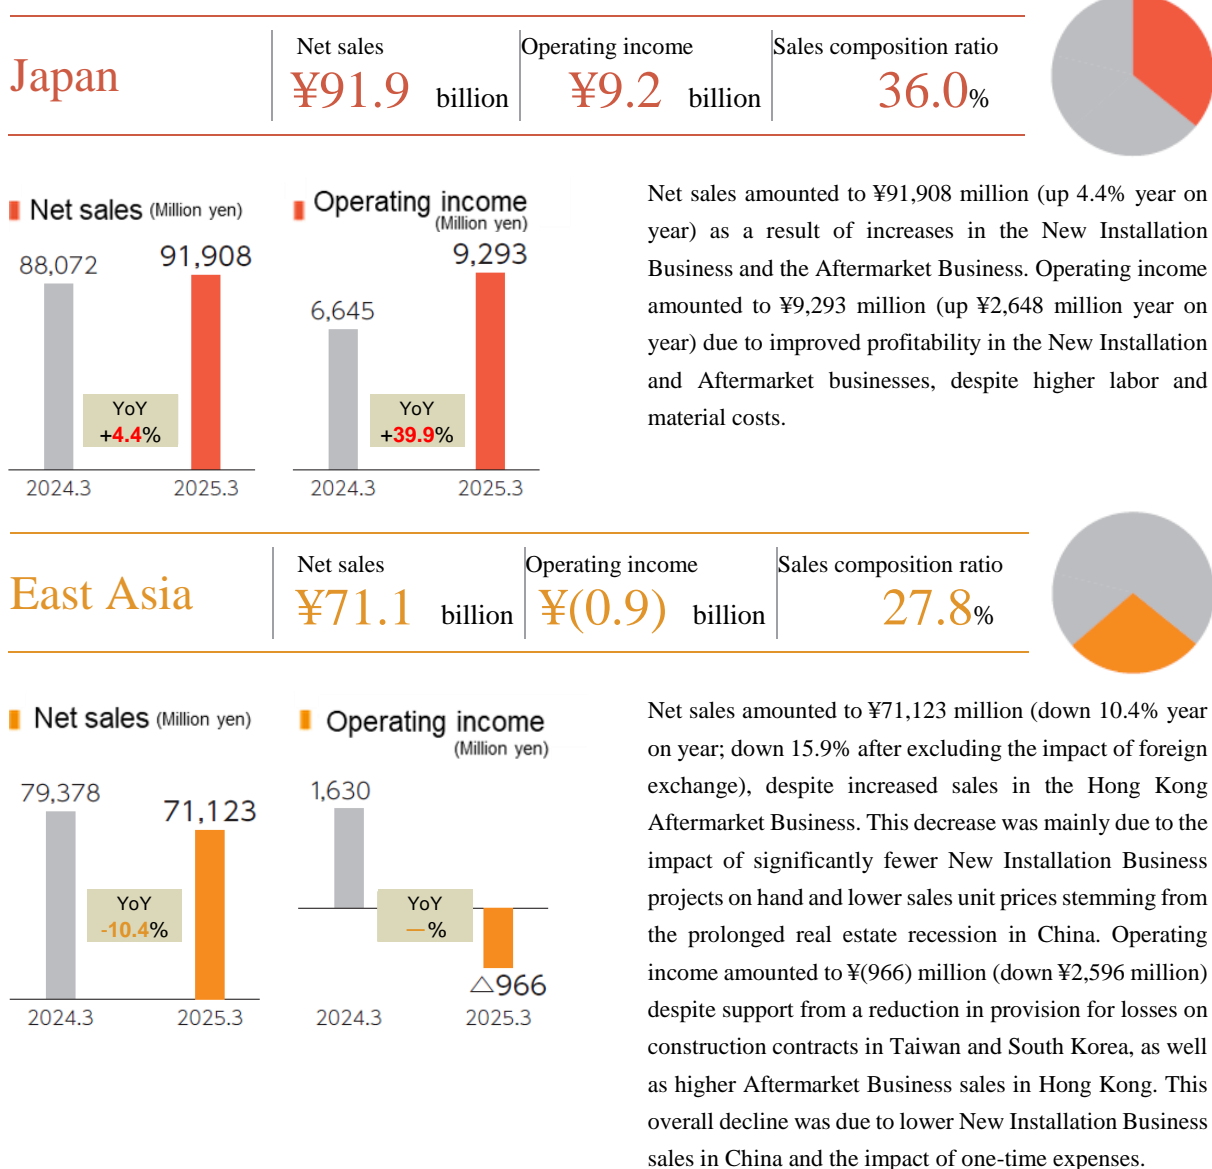 Japan
Net sales
¥91.9 billion
Operating income
¥9.2 billion
Sales composition ratio
36.0%
Net sales (Million yen)
88,072
91,908
YoY
+4.4%
2024.3 2025.3
Operating income
(Million yen)
6,645
9,293
YoY
+39.9%
2024.3 2025.3
Net sales amounted to ¥91,908 million (up 4.4% year on
year) as a result of increases in the New Installation
Business and the Aftermarket Business. Operating income
amounted to ¥9,293 million (up ¥2,648 million year on
year) due to improved profitability in the New Installation
and Aftermarket businesses, despite higher labor and
material costs.
East Asia
Net sales
¥71.1 billion
Operating income
¥(0.9) billion
Sales composition ratio
27.8%
Net sales (Million yen)
79,378
71,123
YoY
-10.4%
2024.3 2025.3
Operating income
(Million yen)
1,630
YoY
—%
△966
2024.3 2025.3
Net sales amounted to ¥71,123 million (down 10.4% year
on year; down 15.9% after excluding the impact of foreign
exchange), despite increased sales in the Hong Kong
Aftermarket Business. This decrease was mainly due to the
impact of significantly fewer New Installation Business
projects on hand and lower sales unit prices stemming from
the prolonged real estate recession in China. Operating
income amounted to ¥(966) million (down ¥2,596 million)
despite support from a reduction in provision for losses on
construction contracts in Taiwan and South Korea, as well
as higher Aftermarket Business sales in Hong Kong. This
overall decline was due to lower New Installation Business
sales in China and the impact of one-time expenses.